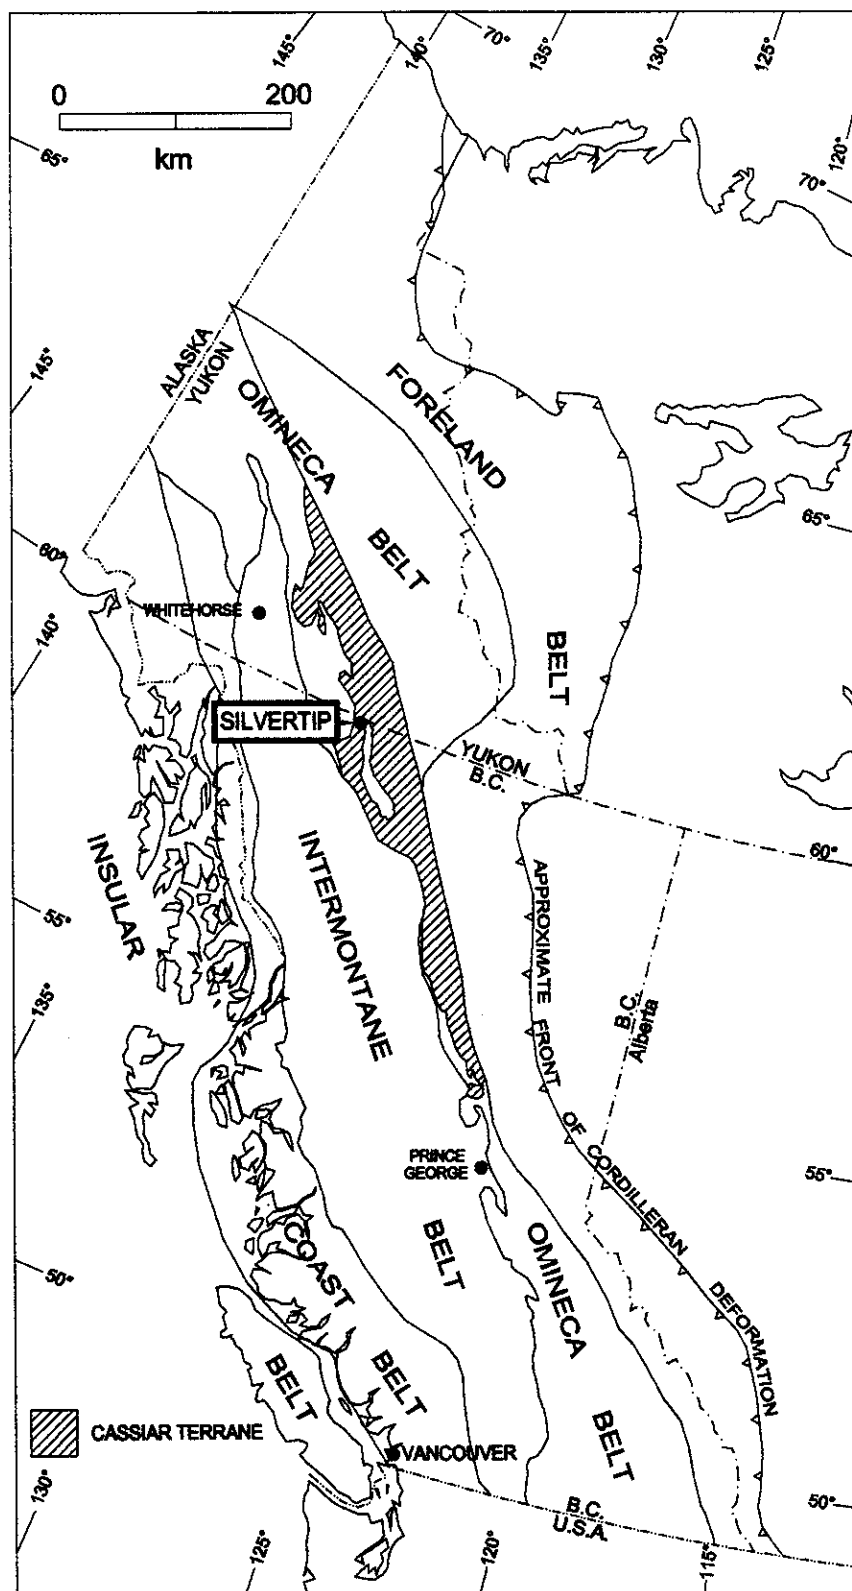 145°
140°
70°
135°
130°
125°
0
200
km
65°
120°
70°
ALASKA
YUKON
145°
OMINECA
BELT
FORELAND
BELT
65°
60°
140°
WHITEHORSE
SILVERTIP
YUKON
B.C.
60°
INSULAR
BELT
INTERMONTANE
BELT
55°
135°
APPROXIMATE FRONT OF CORDILLERAN DEFORMATION
B.C.
Alberta
PRINCE
GEORGE
55°
COAST
BELT
OMINECA
BELT
50°
CASSIAR TERRANE
VANCOUVER
130°
125°
120°
B.C.
U.S.A.
115°
50°